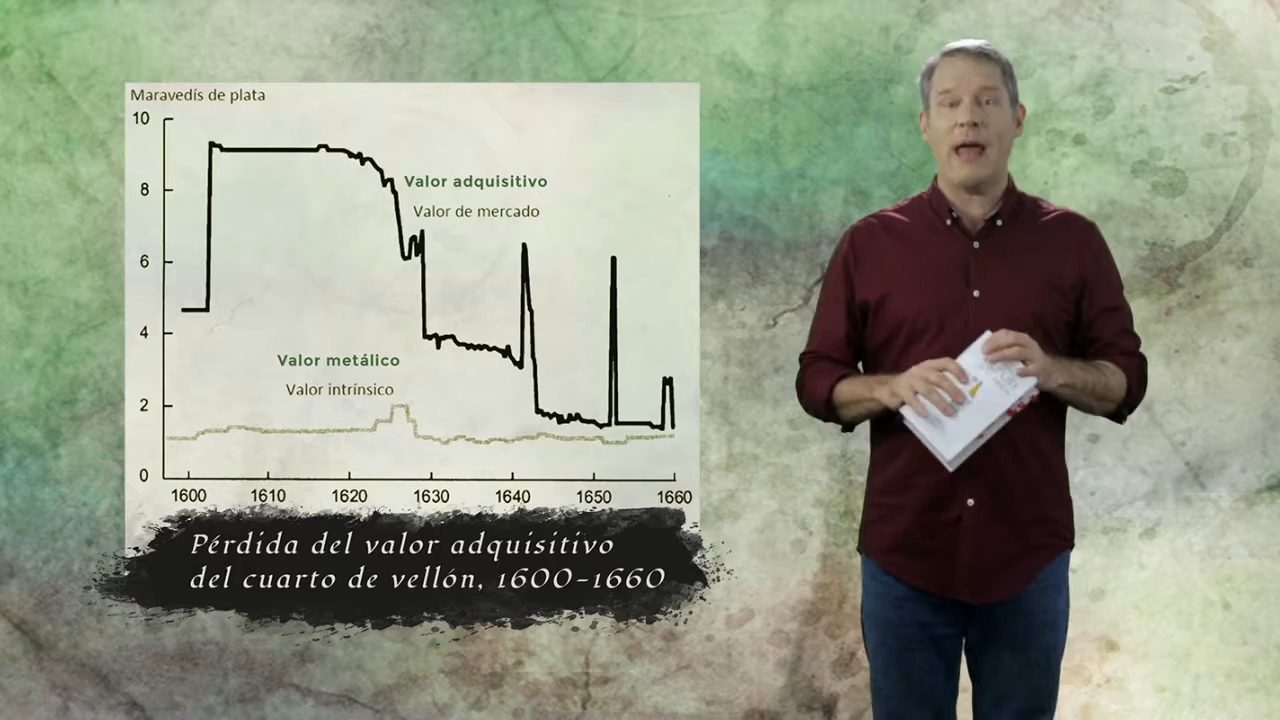 Maravedís de plata
10
8
6
4
2
0
Valor adquisitivo
Valor de mercado
Valor metálico
Valor intrínsico
1600 1610 1620 1630 1640 1650 1660
Pérdida del valor adquisitivo
del cuarto de vellón, 1600-1660